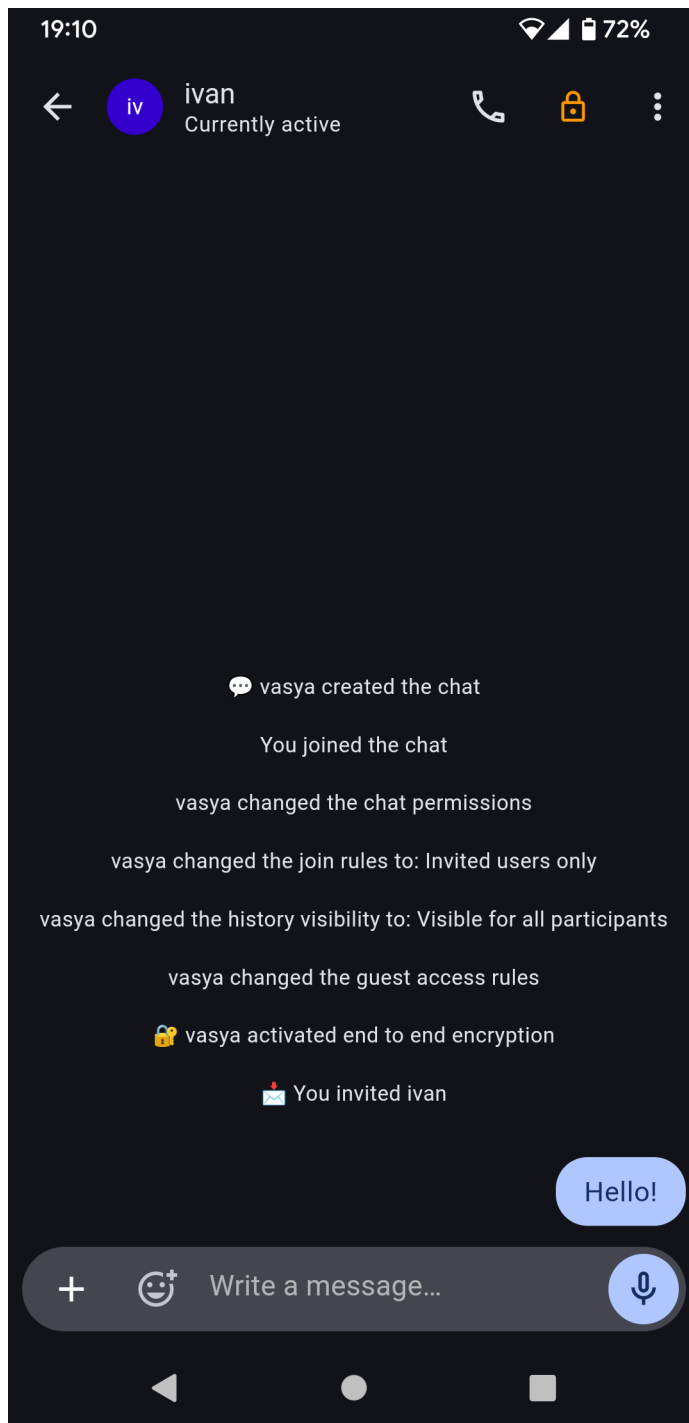 19:10
72%
iv
ivan
Currently active
💬 vasya created the chat
You joined the chat
vasya changed the chat permissions
vasya changed the join rules to: Invited users only
vasya changed the history visibility to: Visible for all participants
vasya changed the guest access rules
🔐 vasya activated end to end encryption
📩 You invited ivan
Hello!
Write a message…